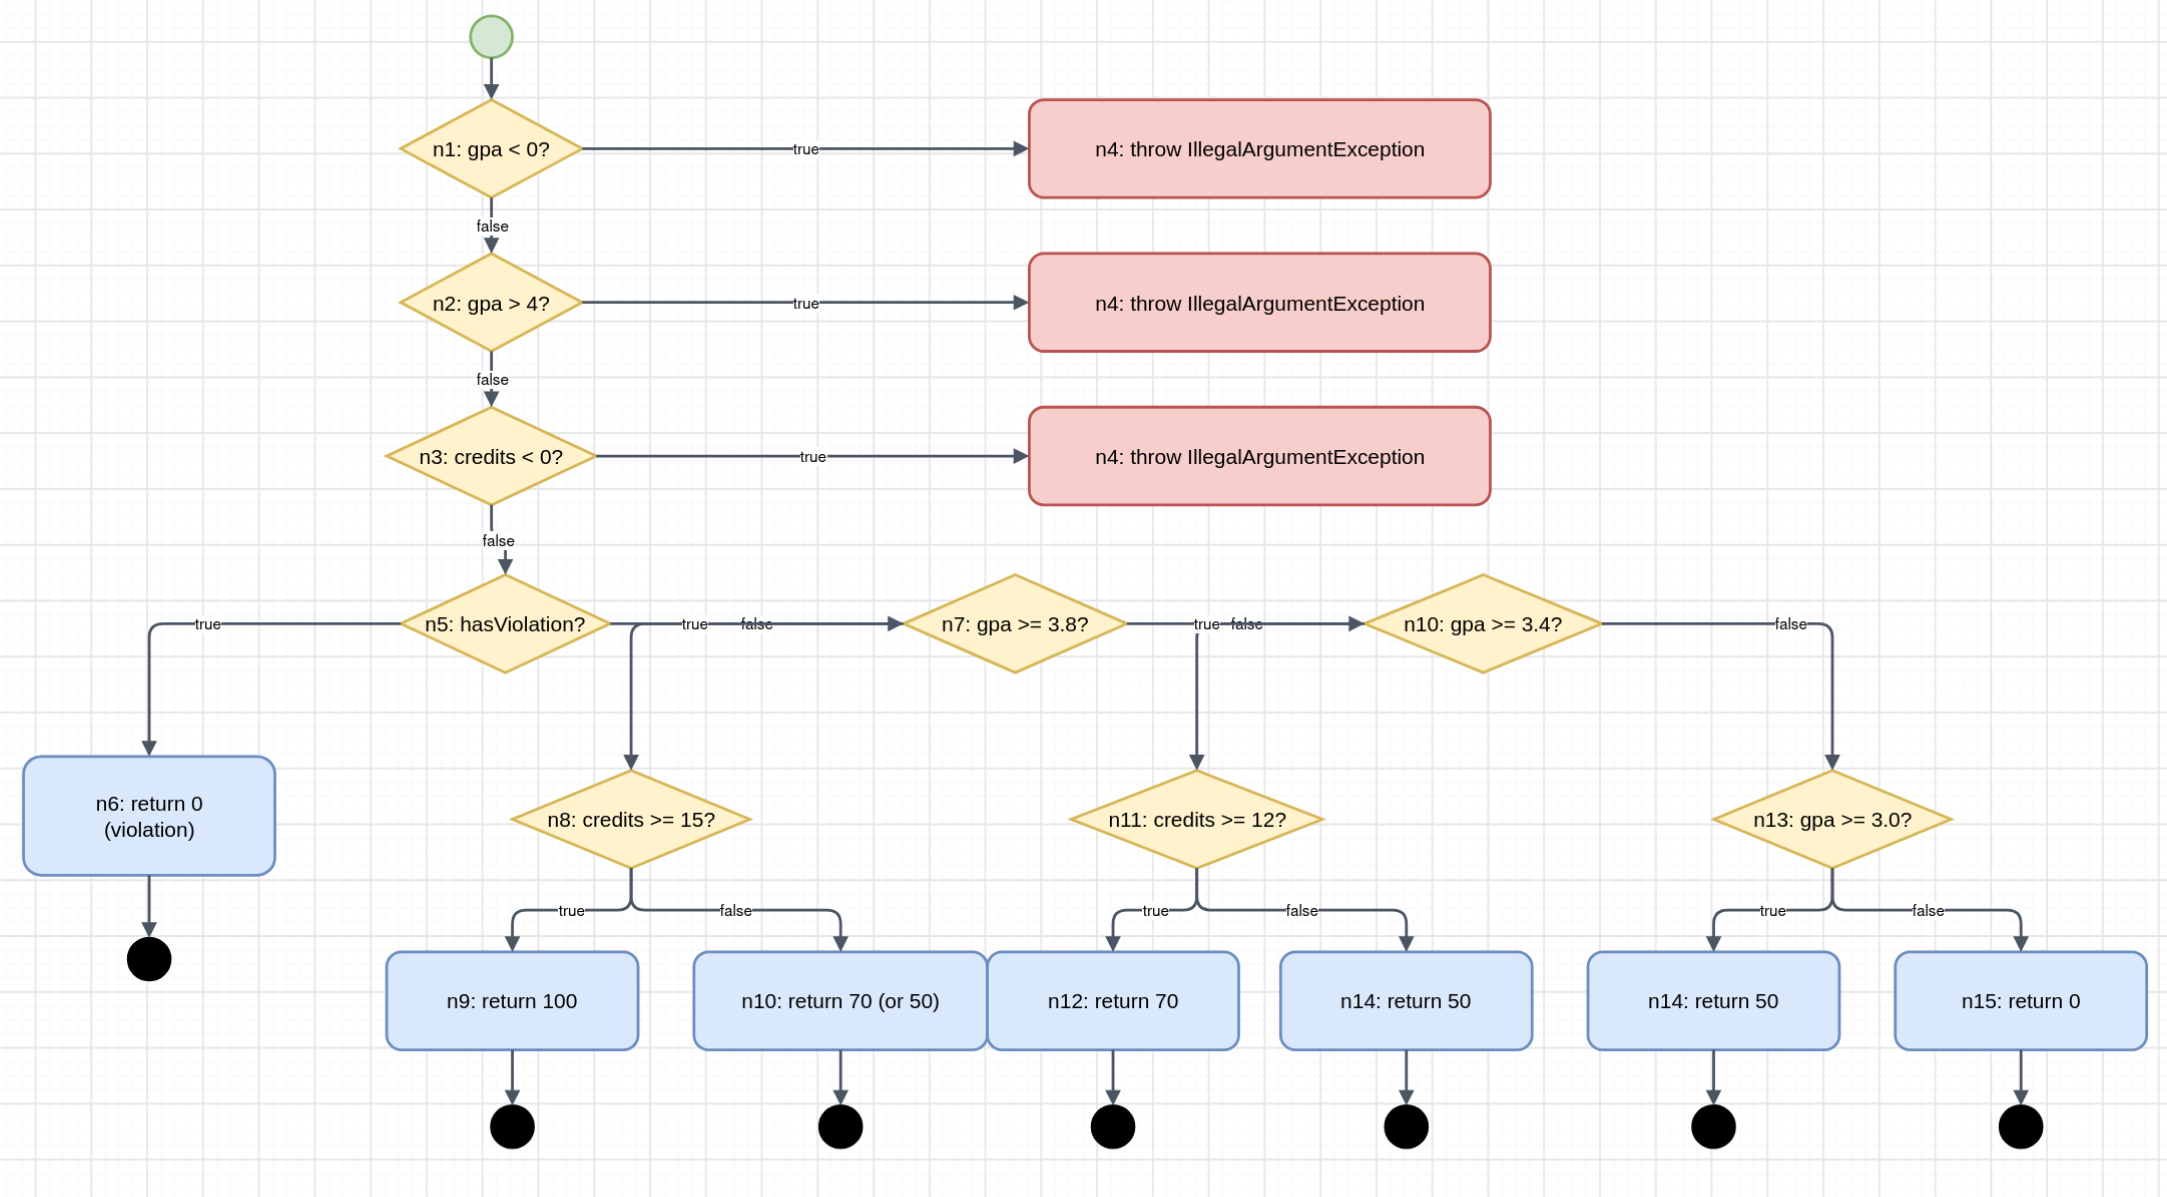 n1: gpa < 0?
true
n4: throw IllegalArgumentException
false
n2: gpa > 4?
true
n4: throw IllegalArgumentException
false
n3: credits < 0?
true
n4: throw IllegalArgumentException
false
true
n5: hasViolation?
true
false
n7: gpa >= 3.8?
true
false
n10: gpa >= 3.4?
false
n6: return 0
(violation)
n8: credits >= 15?
n11: credits >= 12?
n13: gpa >= 3.0?
true
false
true
false
true
false
n9: return 100
n10: return 70 (or 50)
n12: return 70
n14: return 50
n14: return 50
n15: return 0